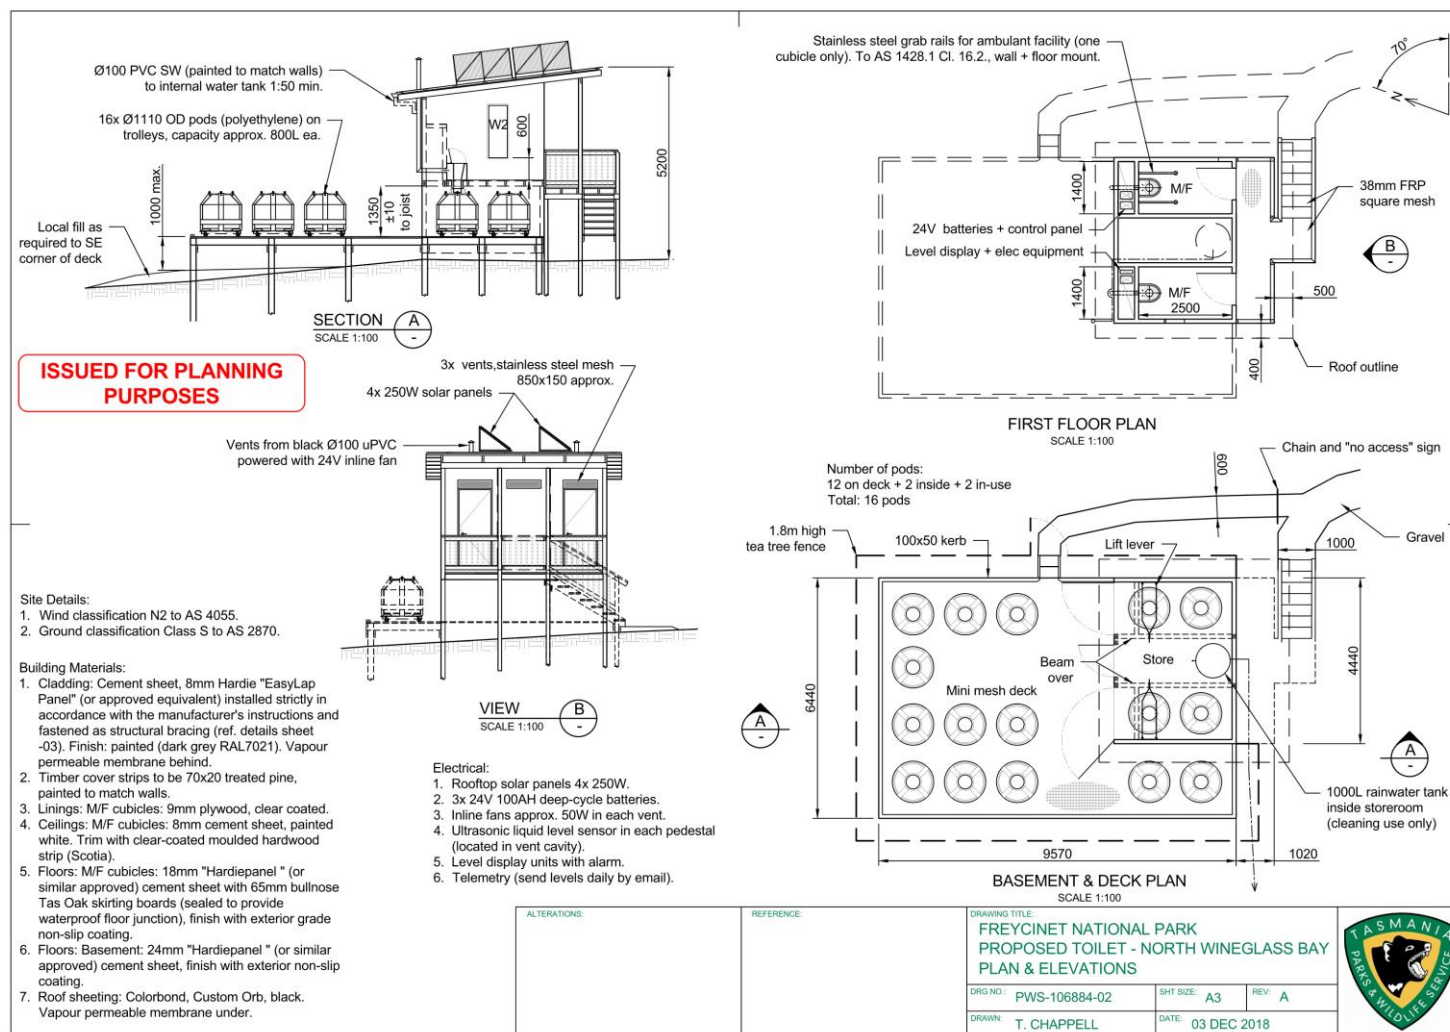 Ø100 PVC SW (painted to match walls)
to internal water tank 1:50 min.
16x Ø1110 OD pods (polyethylene) on
trolleys, capacity approx. 800L ea.
1000 max.
Local fill as
required to SE
corner of deck
W2
600
1350
±10
to joist
5200
SECTION
SCALE 1:100
A
-
Stainless steel grab rails for ambulant facility (one
cubicle only). To AS 1428.1 Cl. 16.2., wall + floor mount.
70°
N
1400
M/F
38mm FRP
square mesh
24V batteries + control panel
Level display + elec equipment
B
-
1400
M/F
2500
500
400
Roof outline
FIRST FLOOR PLAN
SCALE 1:100
ISSUED FOR PLANNING
PURPOSES
3x vents,stainless steel mesh
850x150 approx.
4x 250W solar panels
Vents from black Ø100 uPVC
powered with 24V inline fan
VIEW
SCALE 1:100
B
-
Number of pods:
12 on deck + 2 inside + 2 in-use
Total: 16 pods
600
Chain and "no access" sign
1.8m high
tea tree fence
100x50 kerb
Lift lever
1000
Gravel
Beam
over
Store
Mini mesh deck
6440
4440
A
-
A
-
1000L rainwater tank
inside storeroom
(cleaning use only)
9570
1020
BASEMENT & DECK PLAN
SCALE 1:100
Site Details:
1. Wind classification N2 to AS 4055.
2. Ground classification Class S to AS 2870.
Building Materials:
1. Cladding: Cement sheet, 8mm Hardie "EasyLap
Panel" (or approved equivalent) installed strictly in
accordance with the manufacturer's instructions and
fastened as structural bracing (ref. details sheet
-03). Finish: painted (dark grey RAL7021). Vapour
permeable membrane behind.
2. Timber cover strips to be 70x20 treated pine,
painted to match walls.
3. Linings: M/F cubicles: 9mm plywood, clear coated.
4. Ceilings: M/F cubicles: 8mm cement sheet, painted
white. Trim with clear-coated moulded hardwood
strip (Scotia).
5. Floors: M/F cubicles: 18mm "Hardiepanel " (or
similar approved) cement sheet with 65mm bullnose
Tas Oak skirting boards (sealed to provide
waterproof floor junction), finish with exterior grade
non-slip coating.
6. Floors: Basement: 24mm "Hardiepanel " (or similar
approved) cement sheet, finish with exterior non-slip
coating.
7. Roof sheeting: Colorbond, Custom Orb, black.
Vapour permeable membrane under.
Electrical:
1. Rooftop solar panels 4x 250W.
2. 3x 24V 100AH deep-cycle batteries.
3. Inline fans approx. 50W in each vent.
4. Ultrasonic liquid level sensor in each pedestal
(located in vent cavity).
5. Level display units with alarm.
6. Telemetry (send levels daily by email).
ALTERATIONS:
REFERENCE:
DRAWING TITLE:
FREYCINET NATIONAL PARK
PROPOSED TOILET - NORTH WINEGLASS BAY
PLAN & ELEVATIONS
DRG NO.: PWS-106884-02
SHT SIZE: A3
REV: A
DRAWN: T. CHAPPELL
DATE: 03 DEC 2018
TASMANIA
PARKS & WILDLIFE SERVICE